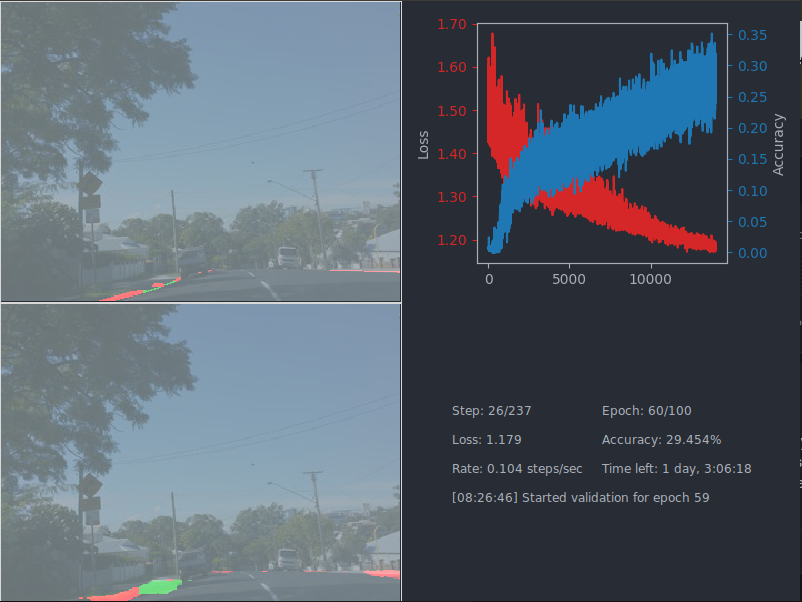 1.70
1.60
1.50
1.40
1.30
1.20
Loss
0.35
0.30
0.25
0.20
0.15
0.10
0.05
0.00
Accuracy
0 5000 10000
Step: 26/237 Epoch: 60/100
Loss: 1.179 Accuracy: 29.454%
Rate: 0.104 steps/sec Time left: 1 day, 3:06:18
[08:26:46] Started validation for epoch 59